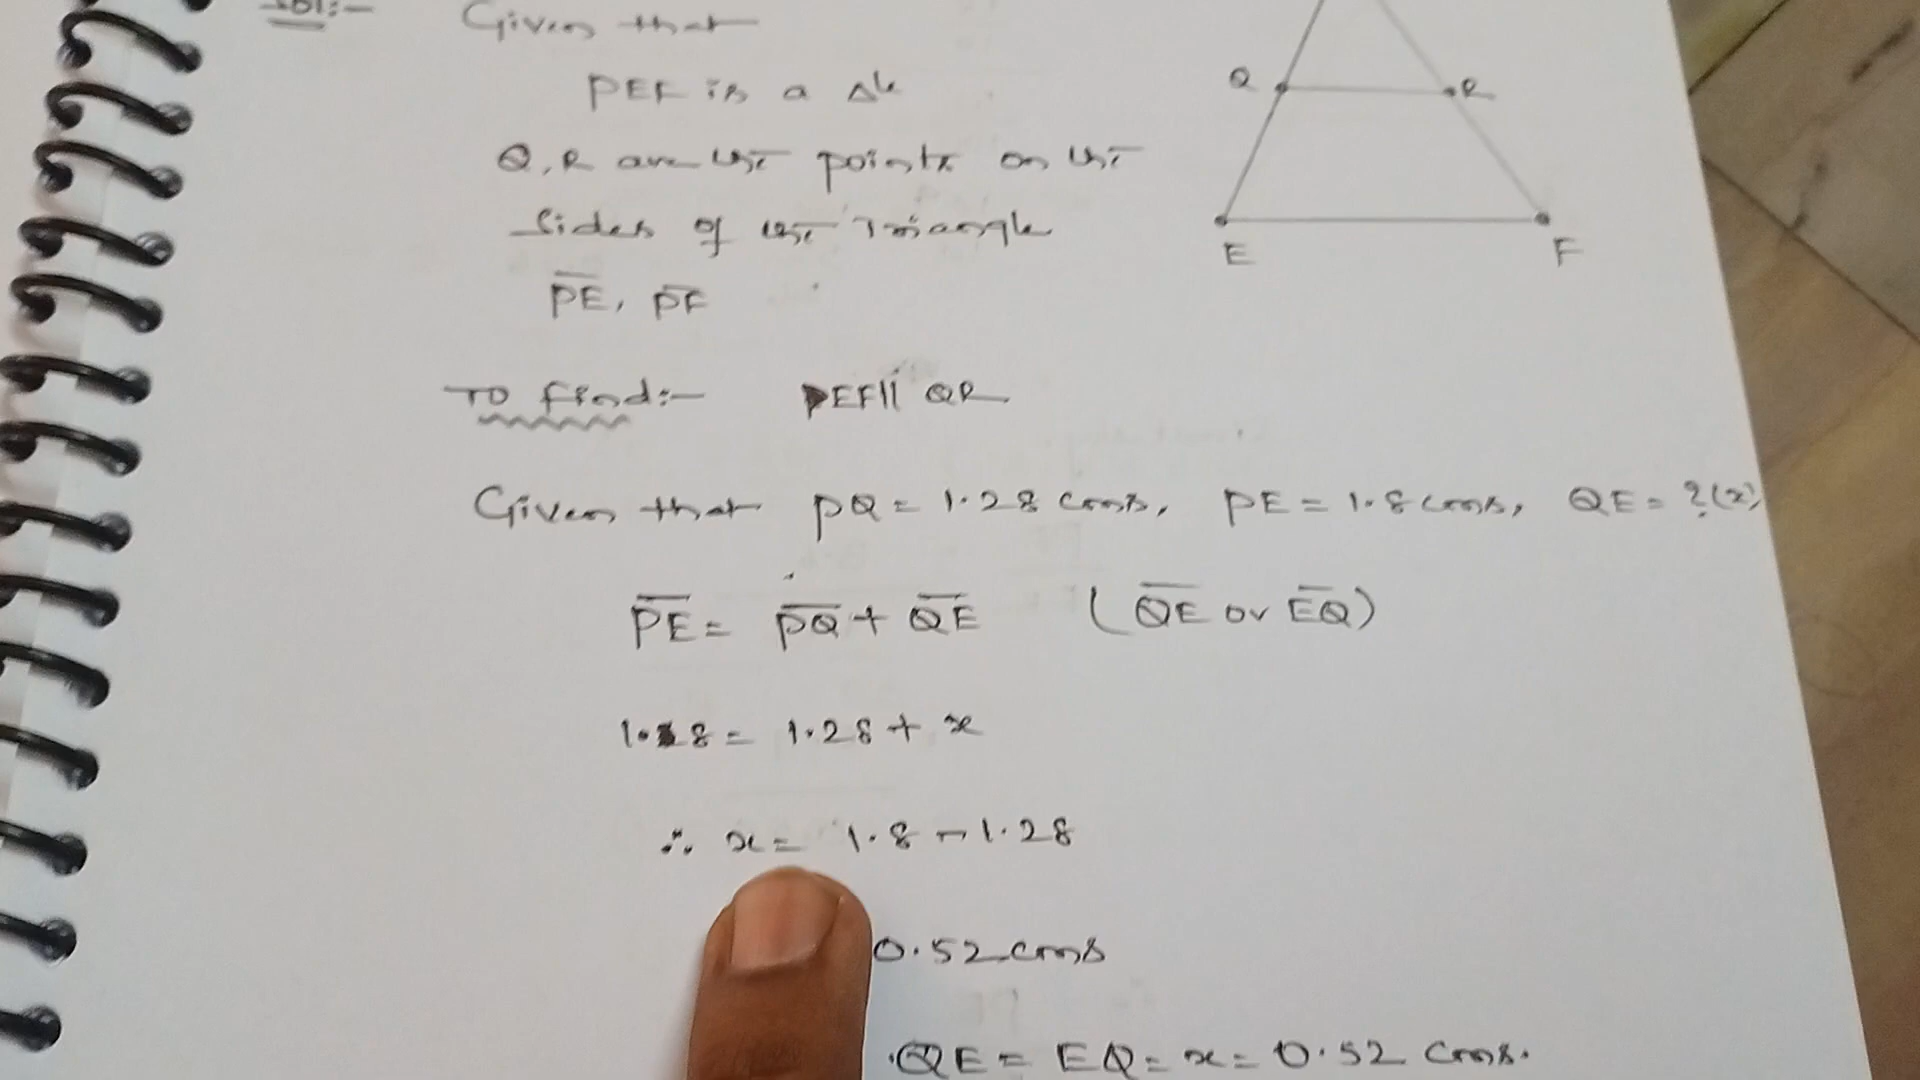 Sol:-
Given that
PEF is a Δle
Q, R are the points on the
sides of the Triangle
PE, PF
Q
R
E
F
To find:- EF || QR
Given that PQ = 1.28 cms, PE = 1.8 cms, QE = ? (x)
PE = PQ + QE (QE or EQ)
1.8 = 1.28 + x
∴ x = 1.8 - 1.28
0.52 cms
QE = EQ = x = 0.52 cms.